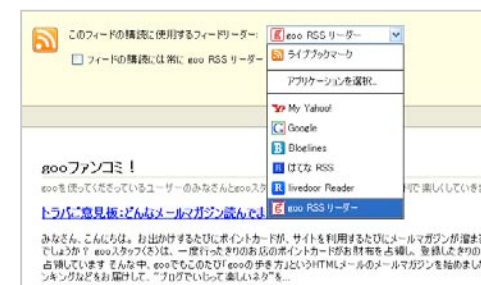 このフィードの購読に使用するフィードリーダー: goo RSS リーダー
フィードの購読には常に goo RSS リーダー
ライブブックマーク
アプリケーションを選択...
My Yahoo!
Google
Bloglines
はてな RSS
livedoor Reader
goo RSS リーダー
gooファンコミ!
gooを使ってくださっているユーザーのみなさんとgooスタ 楽しくしていき
トラバご意見板:どんなメールマガジン読んでよ
みなさん、こんにちは。お出かけするたびにポイントカードが、サイトを利用するたびにメールマガジンが溜ま
でしょうか? gooスタッフ(さ)は、一度行ったきりのお店のポイントカードがお財布を占領し、登録したきりの
占領しています そんな中、gooでもこのたび「gooの歩き方」というHTMLメールのメールマガジンを始めまし
ンキングなどをお届けして、"ブログでいじって楽しいネタ"を...